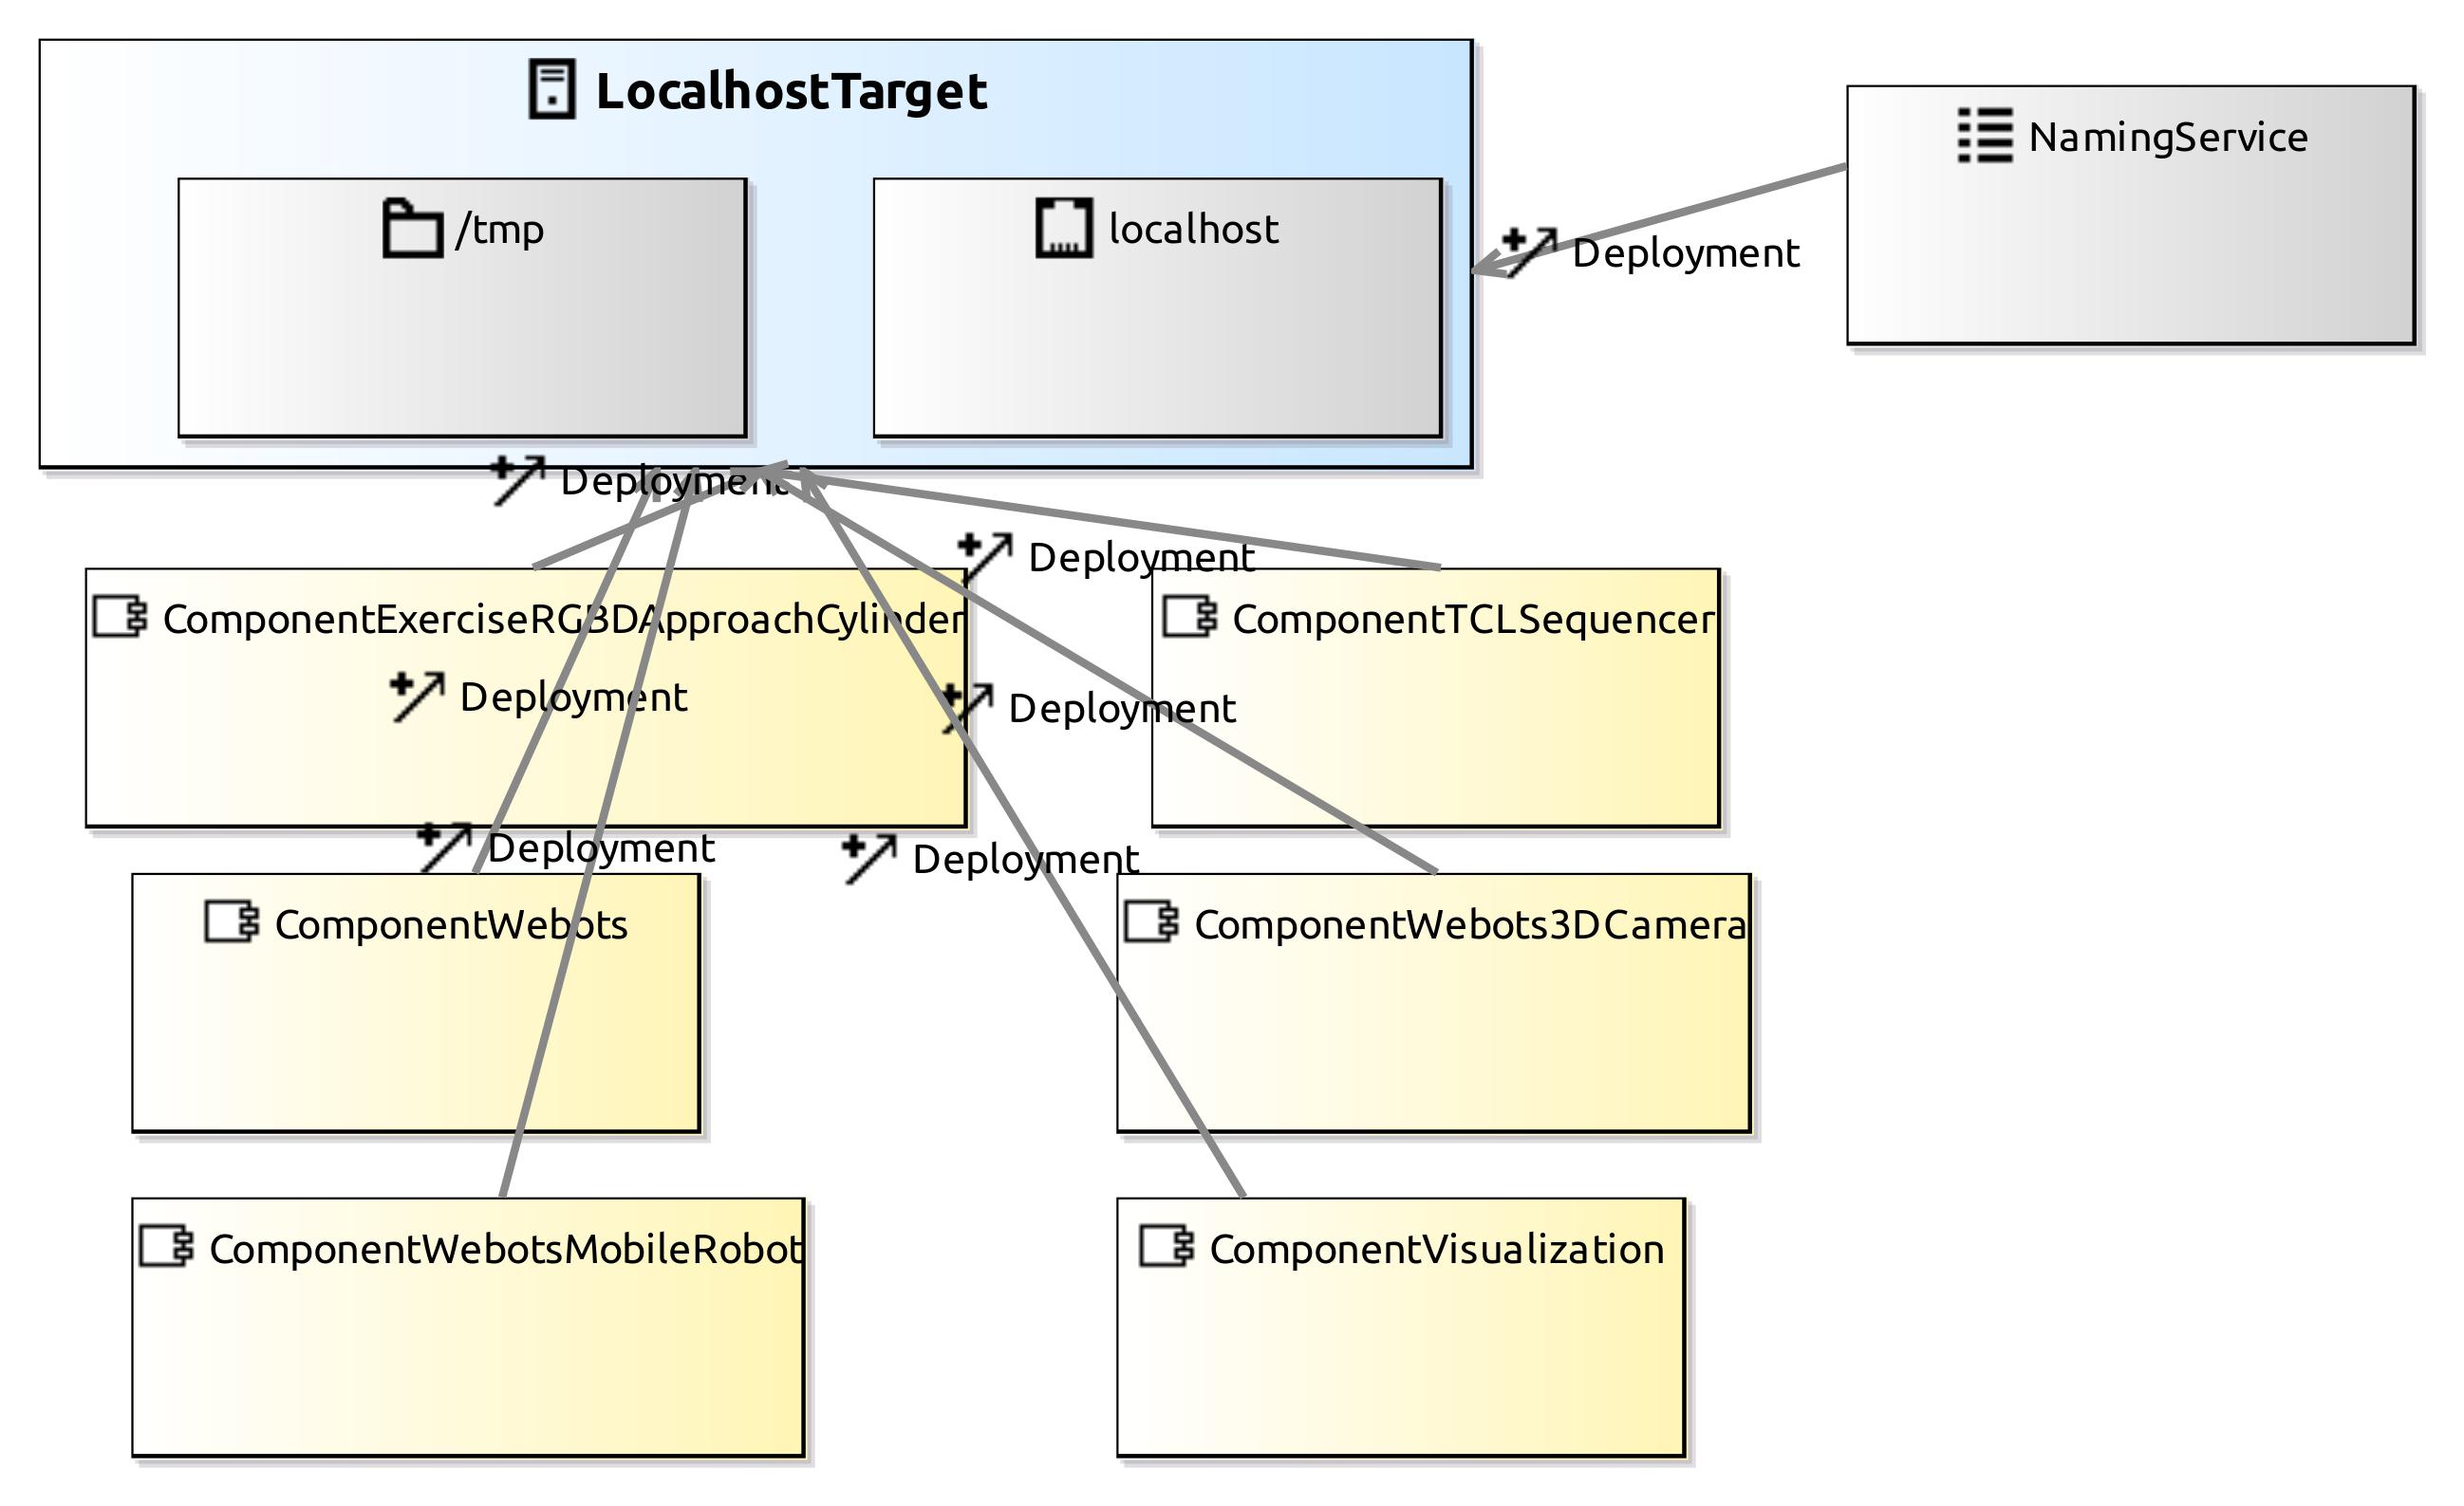 LocalhostTarget
NamingService
/tmp
localhost
Deployment
Deployment
Deployment
ComponentExerciseRGBDApproachCylinder
ComponentTCLSequencer
Deployment
Deployment
Deployment
Deployment
ComponentWebots
ComponentWebots3DCamera
ComponentWebotsMobileRobot
ComponentVisualization